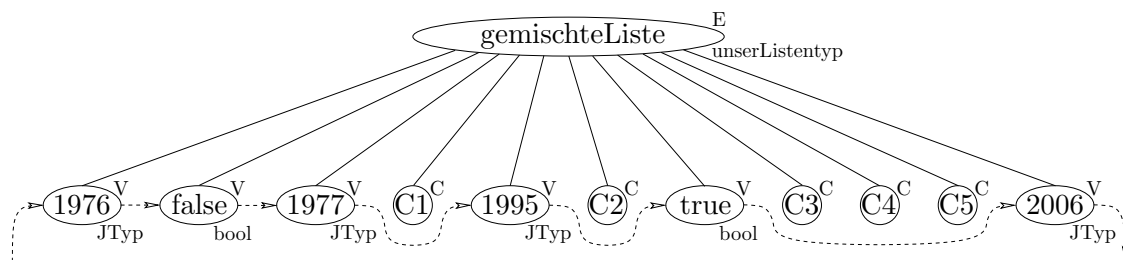 E
gemischteListe
unserListentyp
V V V C V C V C C C V
1976 false 1977 C1 1995 C2 true C3 C4 C5 2006
JTyp bool JTyp JTyp bool JTyp